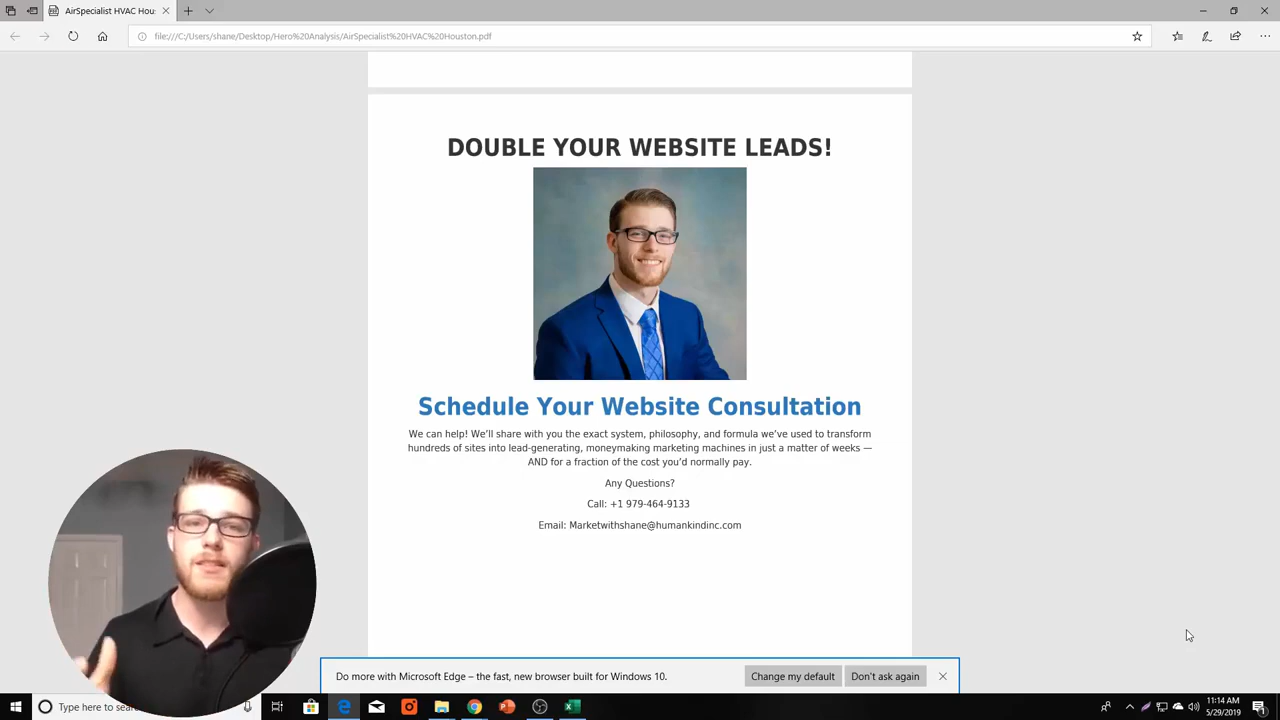 AirSpecialist HVAC Hou
file:///C:/Users/shane/Desktop/Hero%20Analysis/AirSpecialist%20HVAC%20Houston.pdf
DOUBLE YOUR WEBSITE LEADS!
Schedule Your Website Consultation
We can help! We’ll share with you the exact system, philosophy, and formula we’ve used to transform
hundreds of sites into lead-generating, moneymaking marketing machines in just a matter of weeks —
AND for a fraction of the cost you’d normally pay.
Any Questions?
Call: +1 979-464-9133
Email: Marketwithshane@humankindinc.com
Do more with Microsoft Edge – the fast, new browser built for Windows 10.
Change my default
Don't ask again
Type here to sear
11:14 AM
5/29/2019